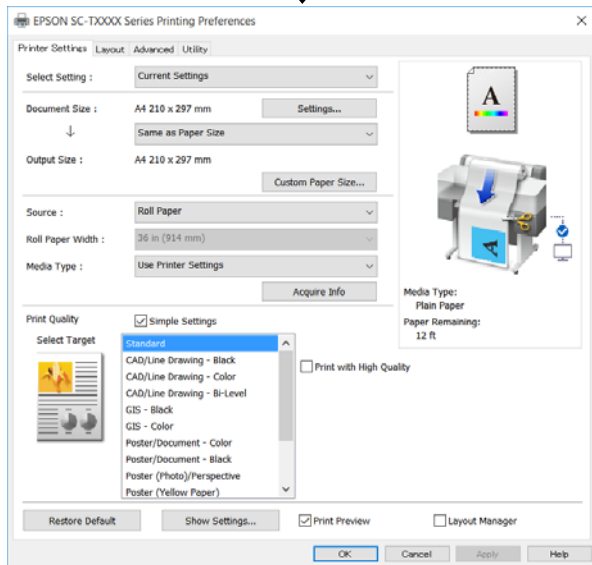 EPSON SC-TXXXX Series Printing Preferences
Printer Settings Layout Advanced Utility
Select Setting : Current Settings
Document Size : A4 210 x 297 mm Settings...
Same as Paper Size
Output Size : A4 210 x 297 mm
Custom Paper Size...
Source : Roll Paper
Roll Paper Width : 36 in (914 mm)
Media Type : Use Printer Settings
Acquire Info
Print Quality Simple Settings
Select Target
Standard
CAD/Line Drawing - Black
CAD/Line Drawing - Color
CAD/Line Drawing - Bi-Level
GIS - Black
GIS - Color
Poster/Document - Color
Poster/Document - Black
Poster (Photo)/Perspective
Poster (Yellow Paper)
Print with High Quality
A
A
Media Type:
Plain Paper
Paper Remaining:
12 ft
Restore Default Show Settings... Print Preview Layout Manager
OK Cancel Apply Help